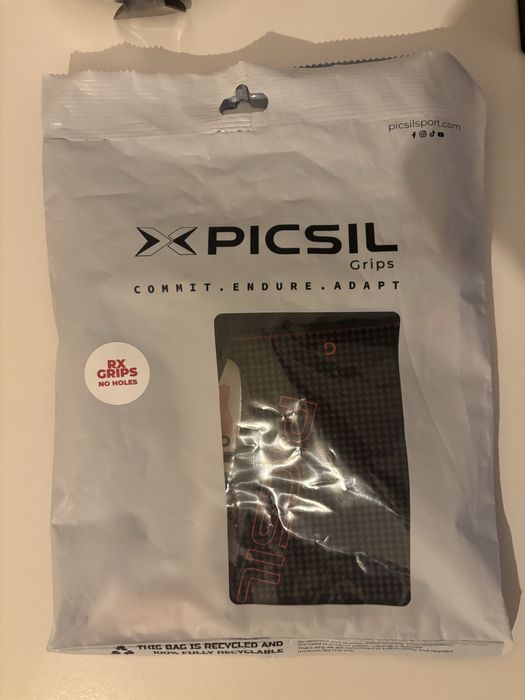 picsilsport.com
PICSIL
Grips
COMMIT.ENDURE.ADAPT
RX
GRIPS
NO HOLES
G
PICSIL
THIS BAG IS RECYCLED AND
100% FULLY RECYCLABLE